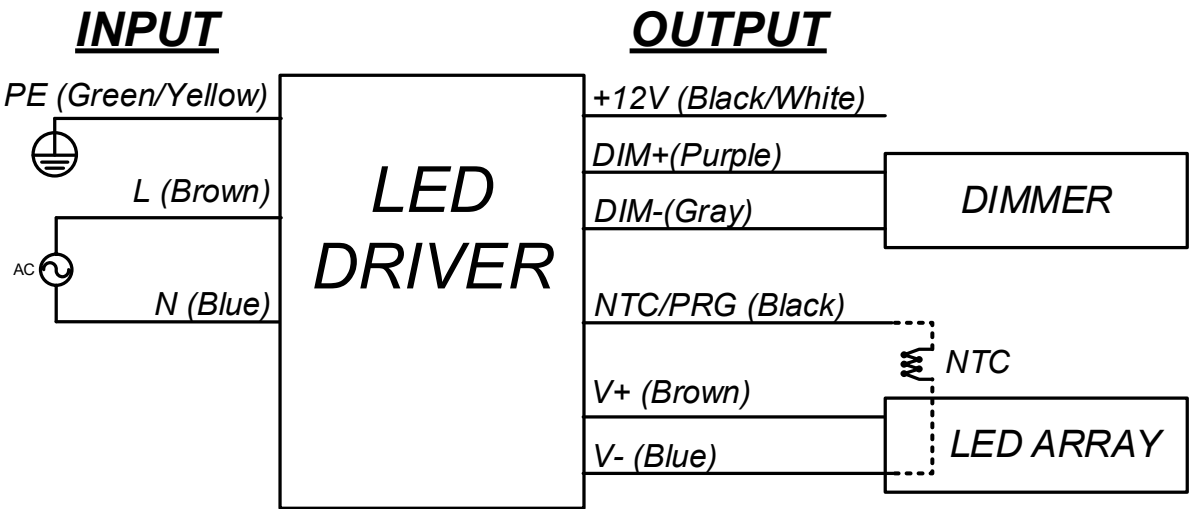 INPUT
OUTPUT
PE (Green/Yellow)
L (Brown)
AC
N (Blue)
LED
DRIVER
+12V (Black/White)
DIM+(Purple)
DIM-(Gray)
DIMMER
NTC/PRG (Black)
NTC
V+ (Brown)
V- (Blue)
LED ARRAY